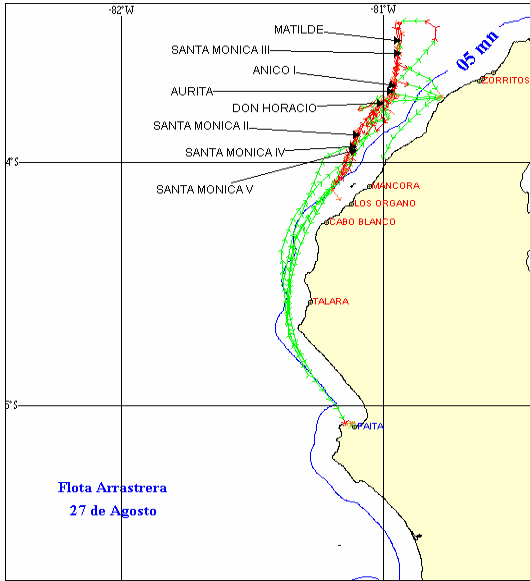 -82°W
-81°W
MATILDE
SANTA MONICA III
05 mn
ANICO I
CORRITOS
AURITA
DON HORACIO
SANTA MONICA II
SANTA MONICA IV
4°S
SANTA MONICA V
MANCORA
LOS ORGANO
CABO BLANCO
TALARA
5°S
PAITA
Flota Arrastrera
27 de Agosto